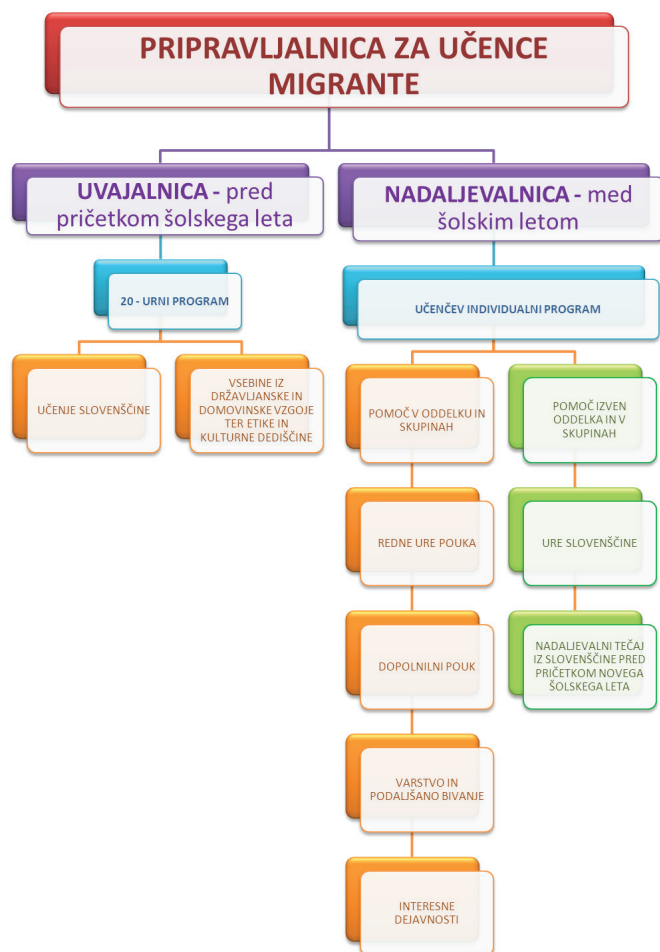 PRIPRAVLJALNICA ZA UČENCE
MIGRANTE
UVAJALNICA - pred
pričetkom šolskega leta
NADALJEVALNICA - med
šolskim letom
20 - URNI PROGRAM
UČENČEV INDIVIDUALNI PROGRAM
UČENJE SLOVENŠČINE
VSEBINE IZ
DRŽAVLJANSKE IN
DOMOVINSKE VZGOJE
TER ETIKE IN
KULTURNE DEDIŠČINE
POMOČ V ODDELKU IN
SKUPINAH
POMOČ IZVEN
ODDELKA IN V
SKUPINAH
REDNE URE POUKA
URE SLOVENŠČINE
DOPOLNILNI POUK
NADALJEVALNI TEČAJ
IZ SLOVENŠČINE PRED
PRIČETKOM NOVEGA
ŠOLSKEGA LETA
VARSTVO IN
PODALJŠANO BIVANJE
INTERESNE
DEJAVNOSTI